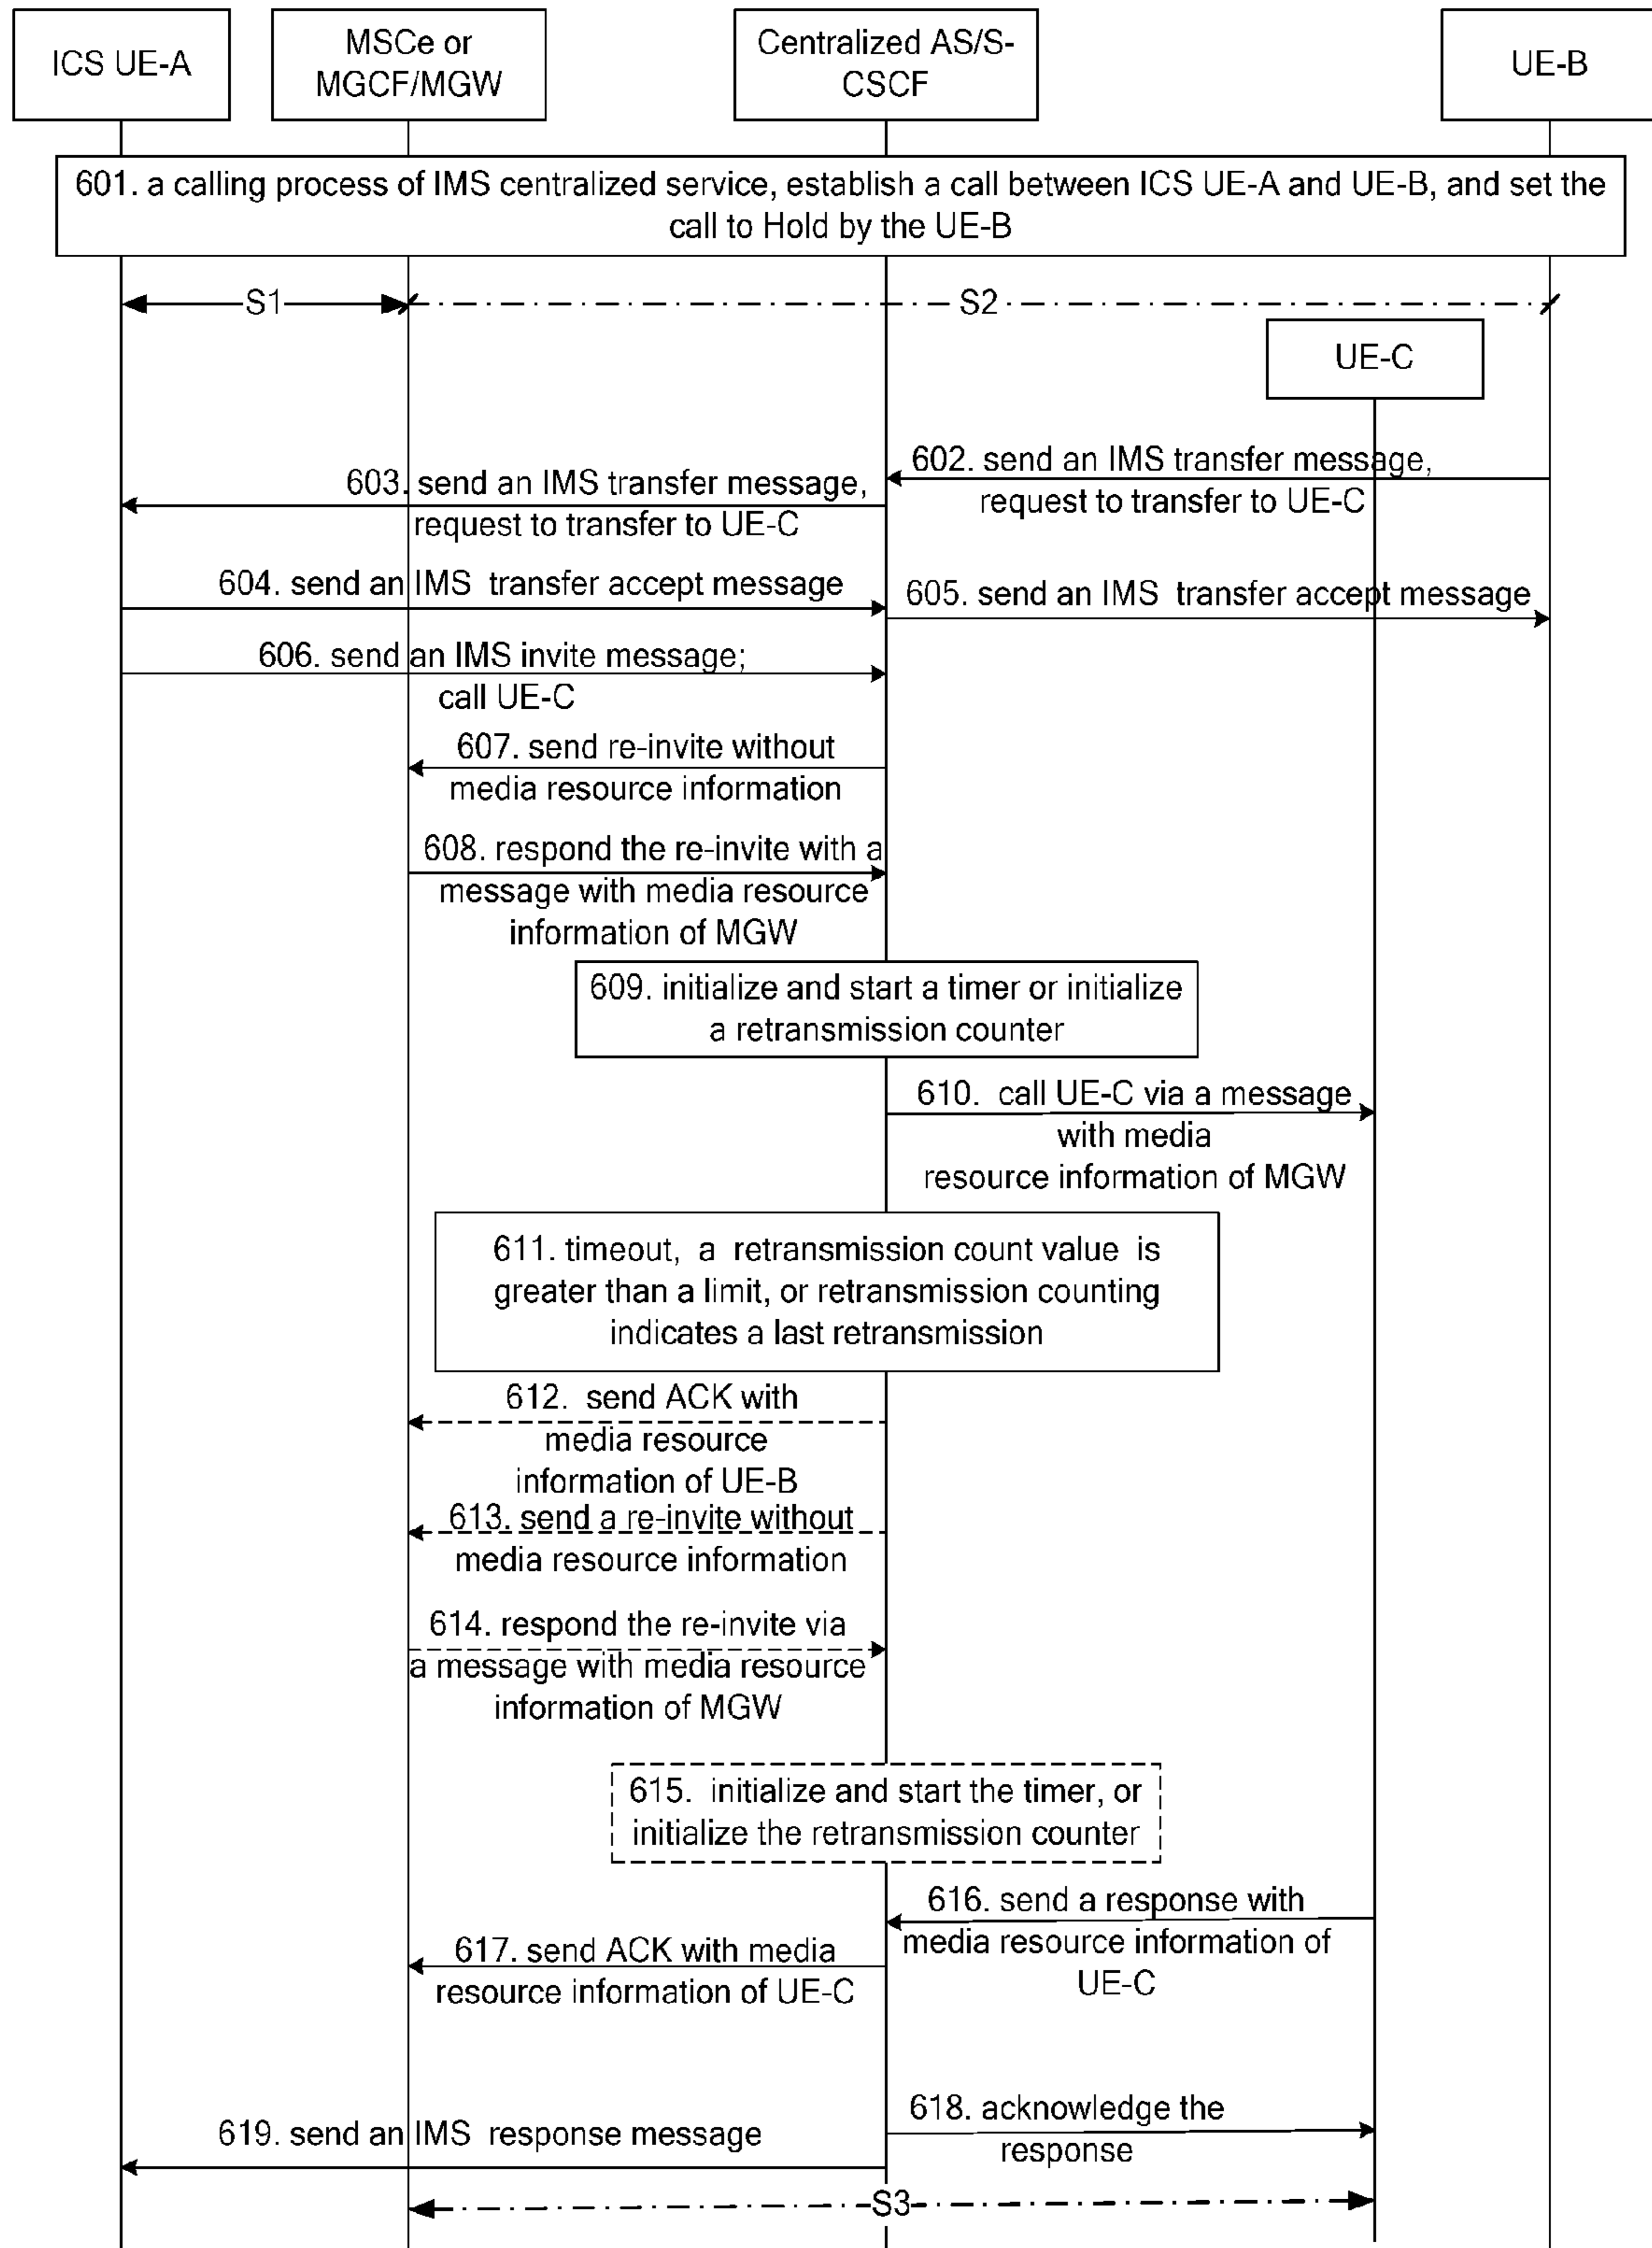 ICS UE-A
MSCe or
MGCF/MGW
Centralized AS/S-
CSCF
UE-B
601. a calling process of IMS centralized service, establish a call between ICS UE-A and UE-B, and set the
call to Hold by the UE-B
S1
S2
UE-C
602. send an IMS transfer message,
request to transfer to UE-C
603. send an IMS transfer message,
request to transfer to UE-C
604. send an IMS transfer accept message
605. send an IMS transfer accept message
606. send an IMS invite message;
call UE-C
607. send re-invite without
media resource information
608. respond the re-invite with a
message with media resource
information of MGW
609. initialize and start a timer or initialize
a retransmission counter
610. call UE-C via a message
with media
resource information of MGW
611. timeout, a retransmission count value is
greater than a limit, or retransmission counting
indicates a last retransmission
612. send ACK with
media resource
information of UE-B
613. send a re-invite without
media resource information
614. respond the re-invite via
a message with media resource
information of MGW
615. initialize and start the timer, or
initialize the retransmission counter
616. send a response with
media resource information of
UE-C
617. send ACK with media
resource information of UE-C
618. acknowledge the
response
619. send an IMS response message
S3